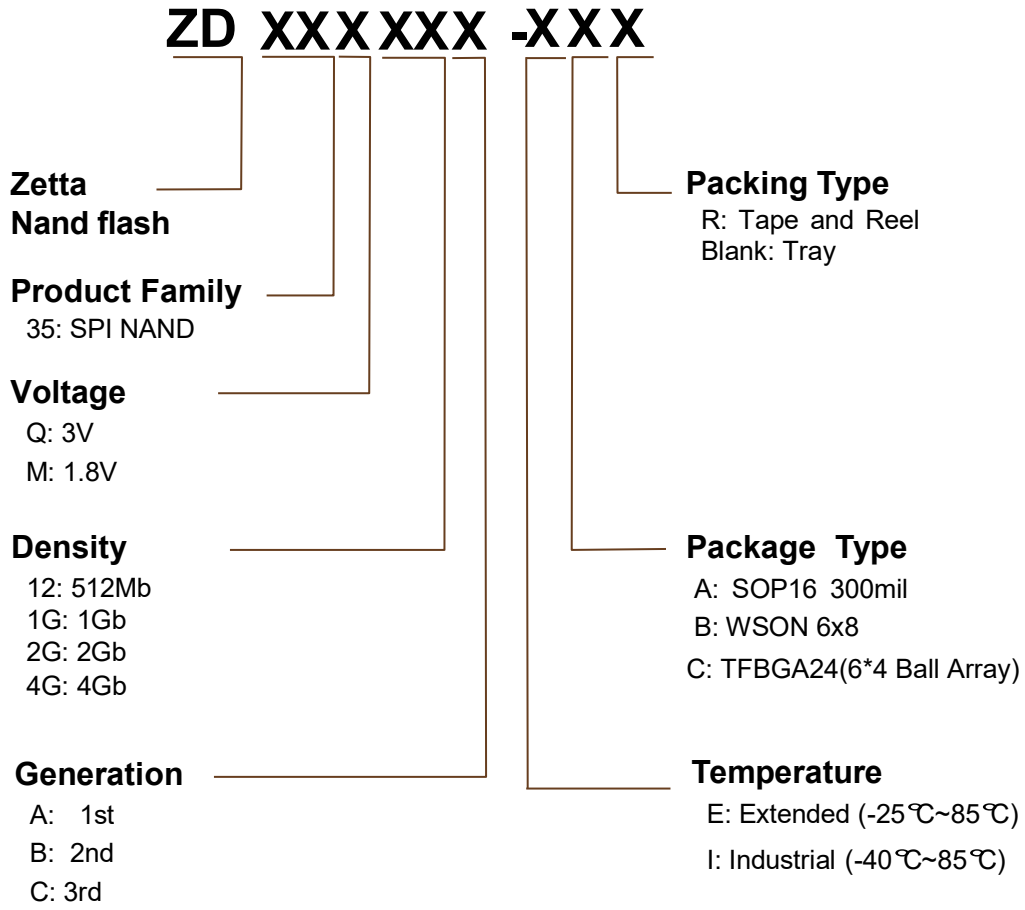 ZD XXXXXX -XXX
Zetta
Nand flash
Product Family
35: SPI NAND
Voltage
Q: 3V
M: 1.8V
Density
12: 512Mb
1G: 1Gb
2G: 2Gb
4G: 4Gb
Generation
A: 1st
B: 2nd
C: 3rd
Packing Type
R: Tape and Reel
Blank: Tray
Package Type
A: SOP16 300mil
B: WSON 6x8
C: TFBGA24(6*4 Ball Array)
Temperature
E: Extended (-25℃~85℃)
I: Industrial (-40℃~85℃)